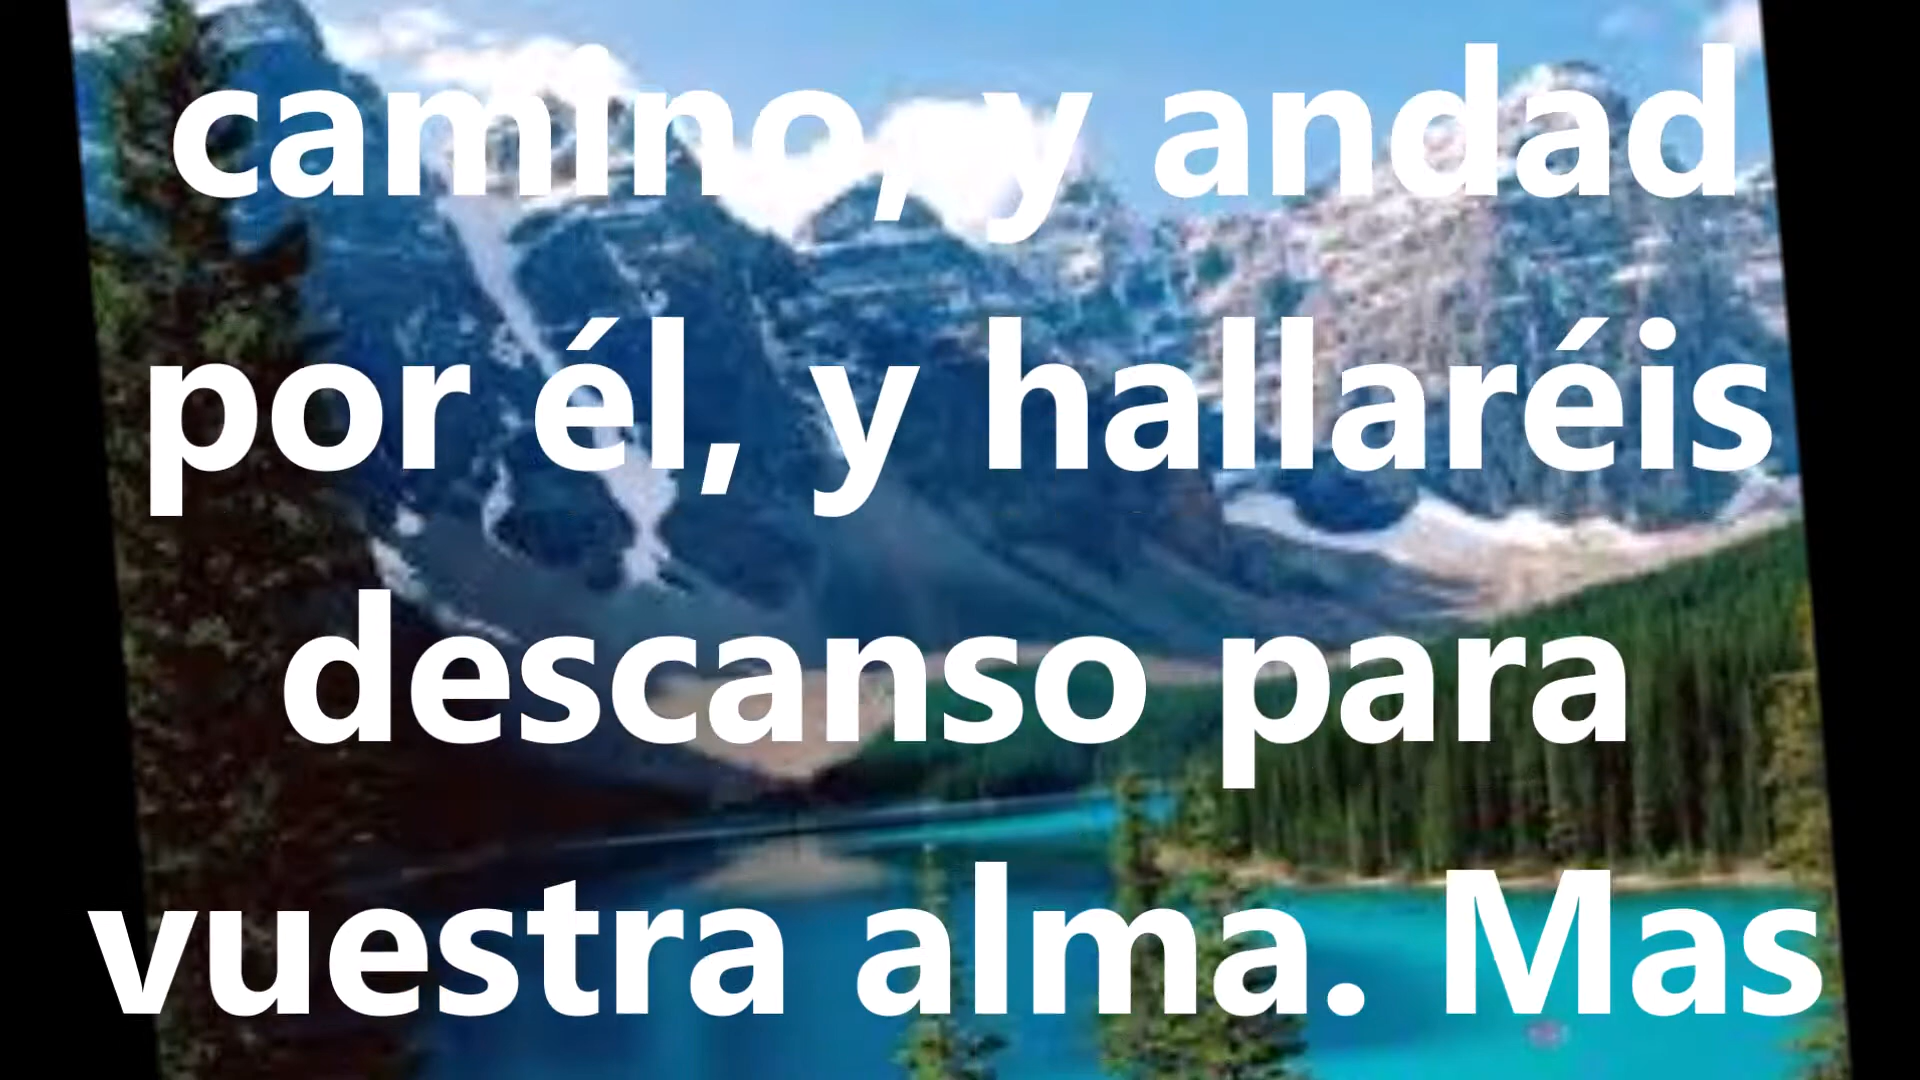 camino, y andad
por él, y hallaréis
descanso para
vuestra alma. Mas